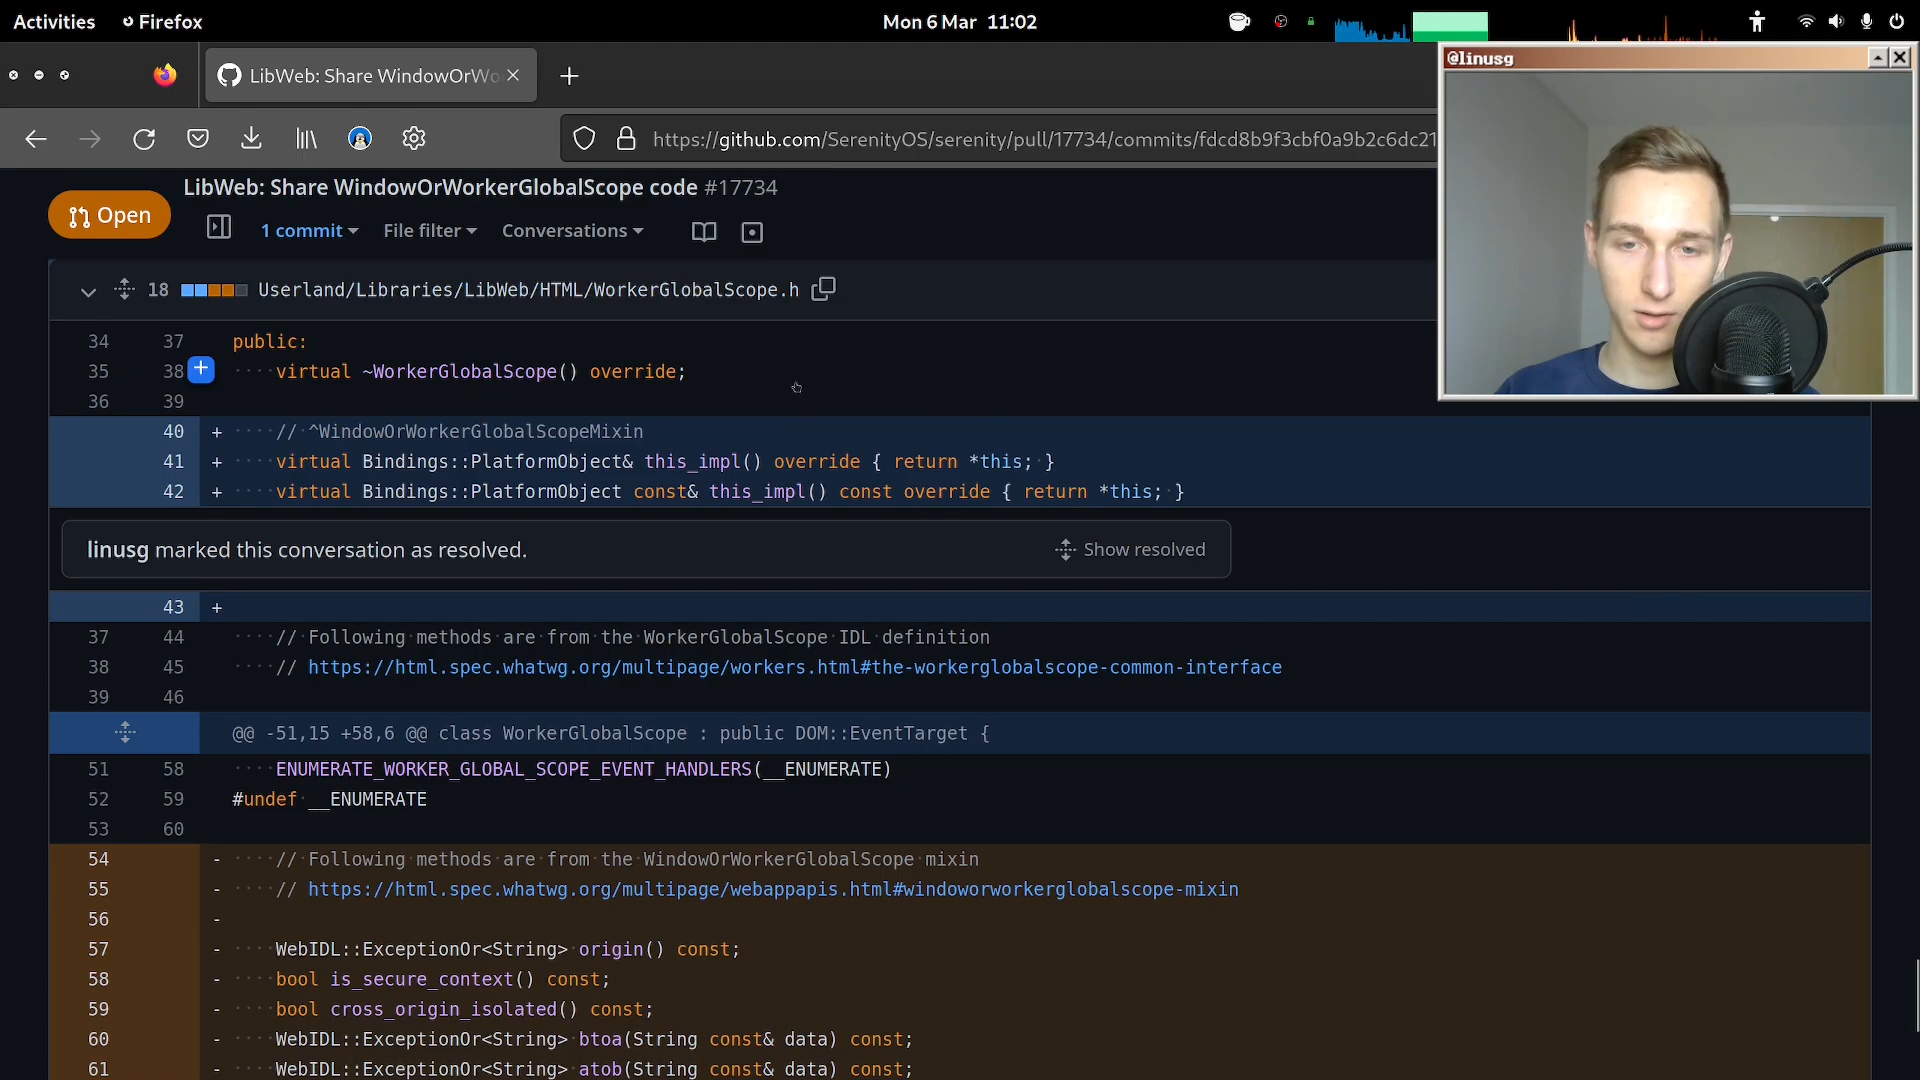 Activities Firefox Mon 6 Mar 11:02
@linusg
LibWeb: Share WindowOrWo
https://github.com/SerenityOS/serenity/pull/17734/commits/fdcd8b9f3cbf0a9b2c6dc21
Open
LibWeb: Share WindowOrWorkerGlobalScope code #17734
1 commit File filter Conversations
18 Userland/Libraries/LibWeb/HTML/WorkerGlobalScope.h
34 37 public:
35 38 + ····virtual ~WorkerGlobalScope() override;
36 39
40 + ····//·^WindowOrWorkerGlobalScopeMixin
41 + ····virtual Bindings::PlatformObject& this_impl() override { return *this; }
42 + ····virtual Bindings::PlatformObject const& this_impl() const override { return *this;·}
linusg marked this conversation as resolved. Show resolved
43 +
37 44 ····//·Following·methods·are·from·the·WorkerGlobalScope·IDL·definition
38 45 ····//·https://html.spec.whatwg.org/multipage/workers.html#the-workerglobalscope-common-interface
39 46
@@ -51,15 +58,6 @@ class WorkerGlobalScope : public DOM::EventTarget {
51 58 ····ENUMERATE_WORKER_GLOBAL_SCOPE_EVENT_HANDLERS(__ENUMERATE)
52 59 #undef·__ENUMERATE
53 60
54 - ····//·Following·methods·are·from·the·WindowOrWorkerGlobalScope·mixin
55 - ····//·https://html.spec.whatwg.org/multipage/webappapis.html#windoworworkerglobalscope-mixin
56 -
57 - ····WebIDL::ExceptionOr<String> origin() const;
58 - ····bool is_secure_context() const;
59 - ····bool cross_origin_isolated() const;
60 - ····WebIDL::ExceptionOr<String> btoa(String const& data) const;
61 - ····WebIDL::ExceptionOr<String> atob(String const& data) const;